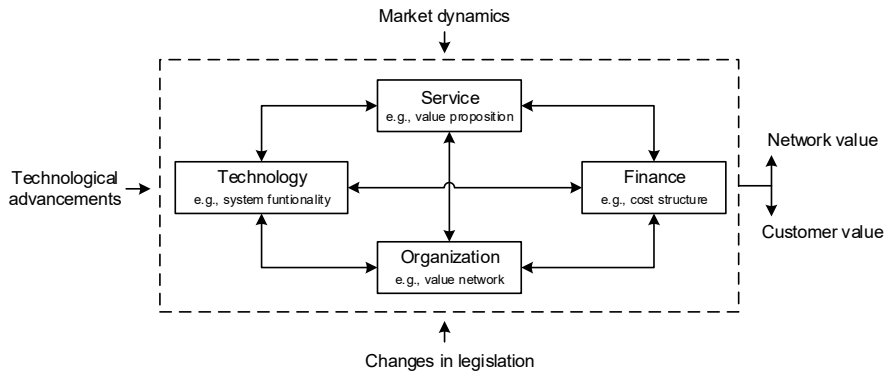 Market dynamics
Service
e.g., value proposition
Network value
Technological
advancements
Technology
e.g., system funtionality
Finance
e.g., cost structure
Customer value
Organization
e.g., value network
Changes in legislation